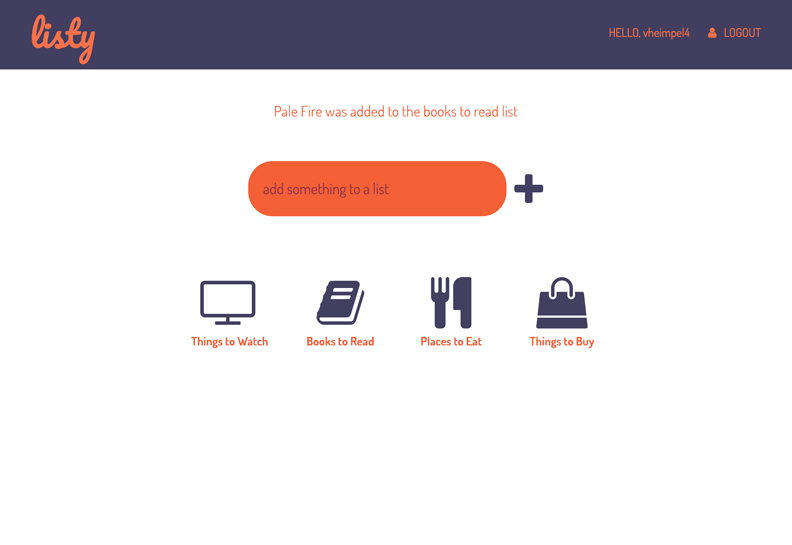 listy
HELLO, vheimpel4 LOGOUT
Pale Fire was added to the books to read list
add something to a list
Things to Watch Books to Read Places to Eat Things to Buy